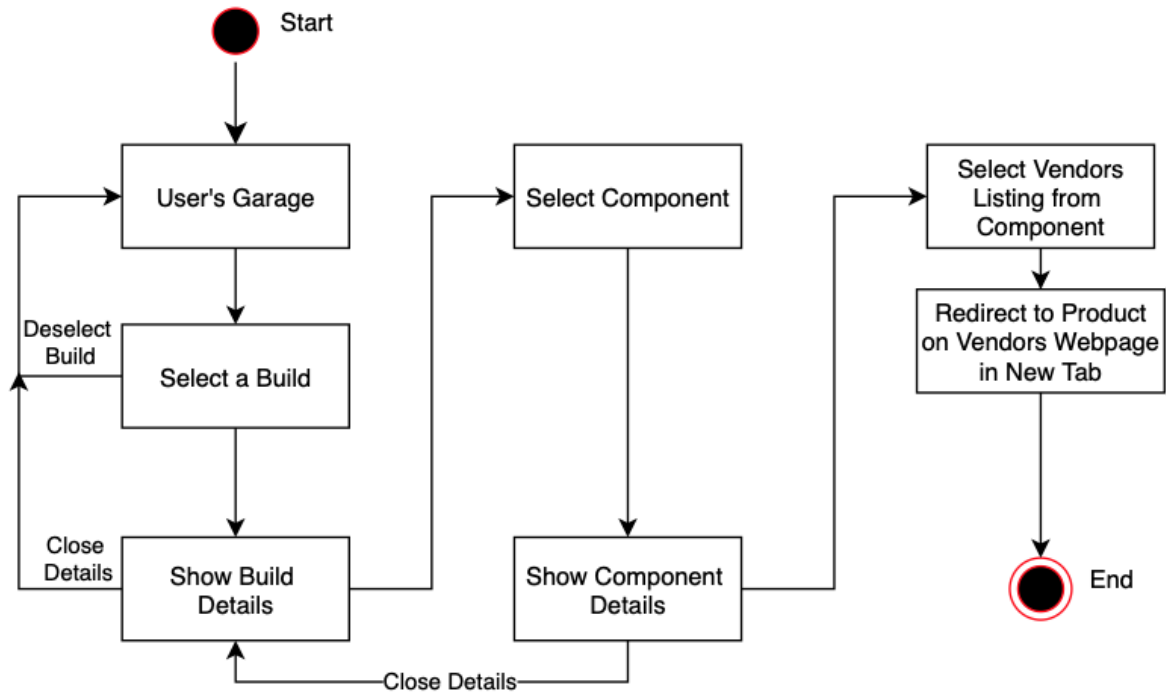 Start
User's Garage
Select Component
Select Vendors
Listing from
Component
Deselect
Build
Select a Build
Redirect to Product
on Vendors Webpage
in New Tab
Close
Details
Show Build
Details
Show Component
Details
End
Close Details